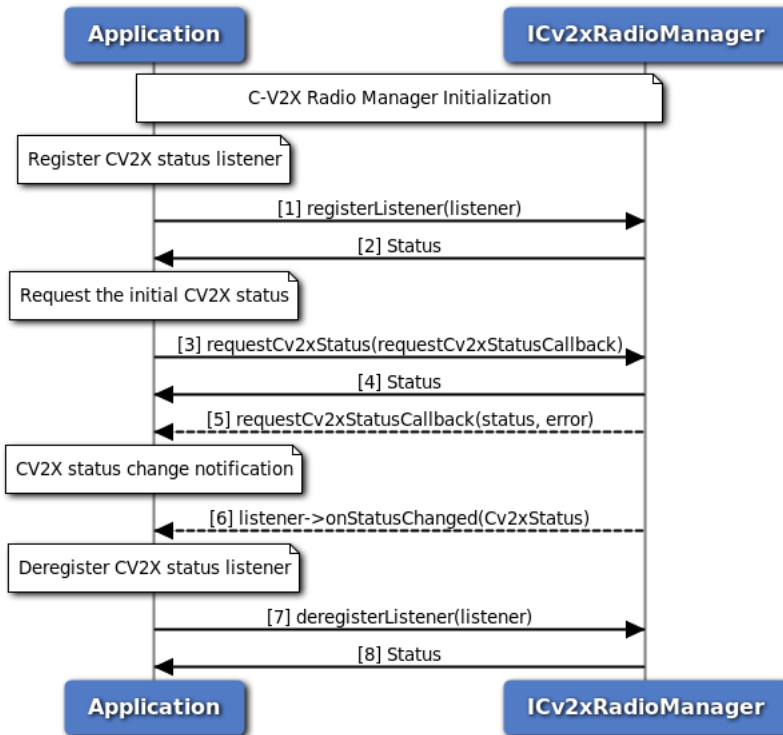 Application
ICv2xRadioManager
C-V2X Radio Manager Initialization
Register CV2X status listener
[1] registerListener(listener)
[2] Status
Request the initial CV2X status
[3] requestCv2xStatus(requestCv2xStatusCallback)
[4] Status
[5] requestCv2xStatusCallback(status, error)
CV2X status change notification
[6] listener->onStatusChanged(Cv2xStatus)
Deregister CV2X status listener
[7] deregisterListener(listener)
[8] Status
Application
ICv2xRadioManager